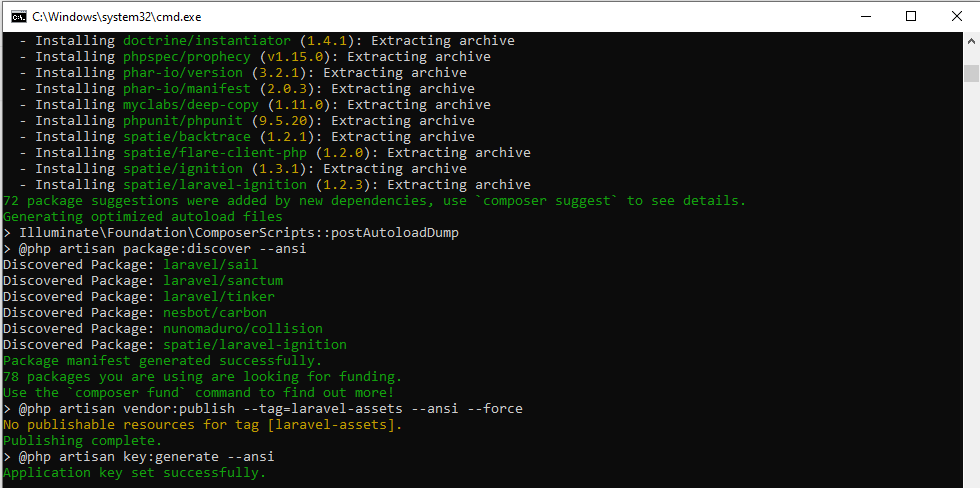 C:\Windows\system32\cmd.exe
- Installing doctrine/instantiator (1.4.1): Extracting archive
- Installing phpspec/prophecy (v1.15.0): Extracting archive
- Installing phar-io/version (3.2.1): Extracting archive
- Installing phar-io/manifest (2.0.3): Extracting archive
- Installing myclabs/deep-copy (1.11.0): Extracting archive
- Installing phpunit/phpunit (9.5.20): Extracting archive
- Installing spatie/backtrace (1.2.1): Extracting archive
- Installing spatie/flare-client-php (1.2.0): Extracting archive
- Installing spatie/ignition (1.3.1): Extracting archive
- Installing spatie/laravel-ignition (1.2.3): Extracting archive
72 package suggestions were added by new dependencies, use `composer suggest` to see details.
Generating optimized autoload files
> Illuminate\Foundation\ComposerScripts::postAutoloadDump
> @php artisan package:discover --ansi
Discovered Package: laravel/sail
Discovered Package: laravel/sanctum
Discovered Package: laravel/tinker
Discovered Package: nesbot/carbon
Discovered Package: nunomaduro/collision
Discovered Package: spatie/laravel-ignition
Package manifest generated successfully.
78 packages you are using are looking for funding.
Use the `composer fund` command to find out more!
> @php artisan vendor:publish --tag=laravel-assets --ansi --force
No publishable resources for tag [laravel-assets].
Publishing complete.
> @php artisan key:generate --ansi
Application key set successfully.